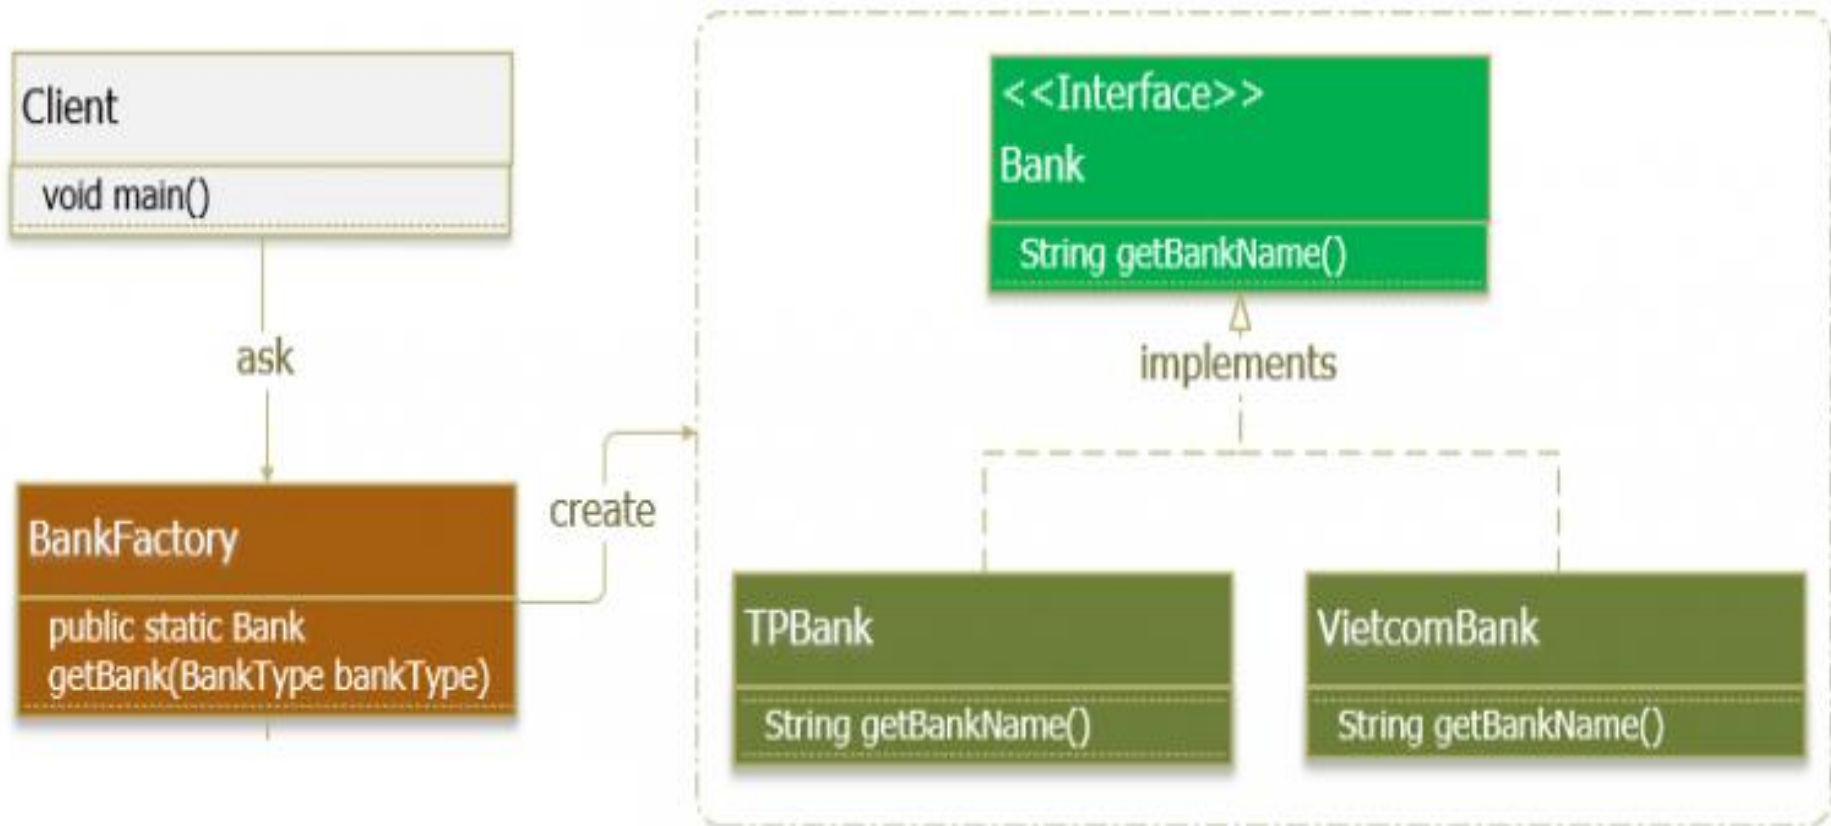 Client
void main()
ask
BankFactory
public static Bank
getBank(BankType bankType)
create
<<Interface>>
Bank
String getBankName()
implements
TPBank
String getBankName()
VietcomBank
String getBankName()